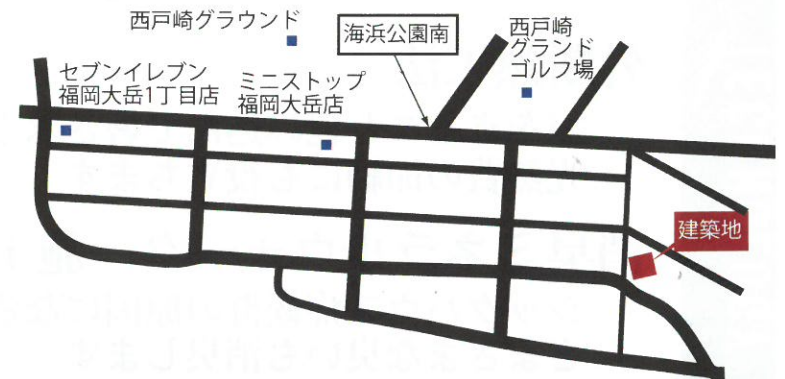 西戸崎グラウンド
海浜公園南
西戸崎
グランド
ゴルフ場
セブンイレブン
福岡大岳1丁目店
ミニストップ
福岡大岳店
建築地